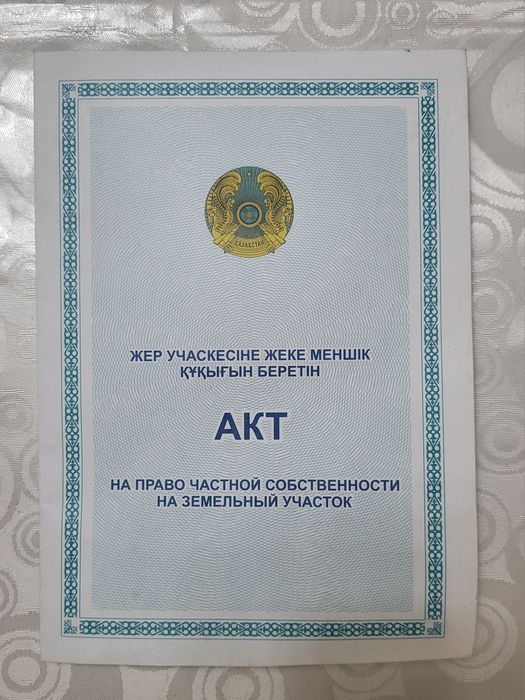 ҚАЗАҚСТАН
ЖЕР УЧАСКЕСІНЕ ЖЕКЕ МЕНШІК
ҚҰҚЫҒЫН БЕРЕТІН
АКТ
НА ПРАВО ЧАСТНОЙ СОБСТВЕННОСТИ
НА ЗЕМЕЛЬНЫЙ УЧАСТОК